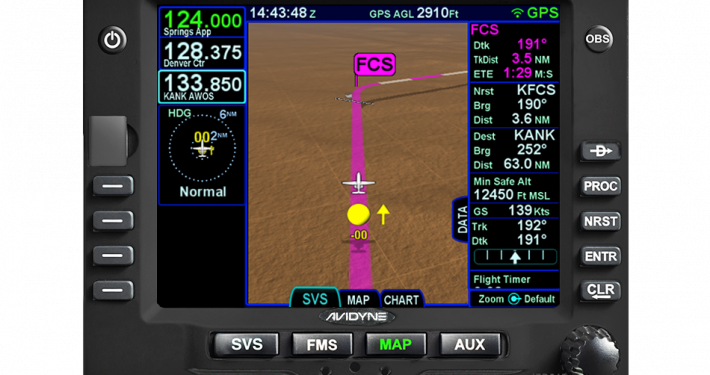 124.000
Springs App
128.375
Denver Ctr
133.850
KANK AWOS
HDG
6NM
00 2NM
Normal
14:43:48 Z GPS AGL 2910Ft GPS
FCS
-00
SVS MAP CHART
DATA
FCS
Dtk 191°
TkDist 3.5 NM
ETE 1:29 M:S
Nrst KFCS
Brg 190°
Dist 3.6 NM
Dest KANK
Brg 252°
Dist 63.0 NM
Min Safe Alt
12450 Ft MSL
GS 139 Kts
Trk 192°
Dtk 191°
Flight Timer
Zoom Default
OBS
D
PROC
NRST
ENTR
CLR
AVIDYNE
SVS FMS MAP AUX